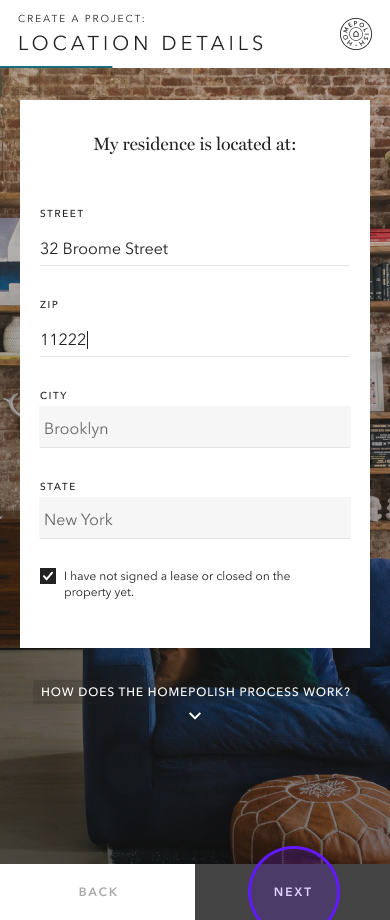 CREATE A PROJECT:
LOCATION DETAILS
HOMEPOLISH
My residence is located at:
STREET
32 Broome Street
ZIP
11222
CITY
Brooklyn
STATE
New York
I have not signed a lease or closed on the
property yet.
HOW DOES THE HOMEPOLISH PROCESS WORK?
BACK
NEXT